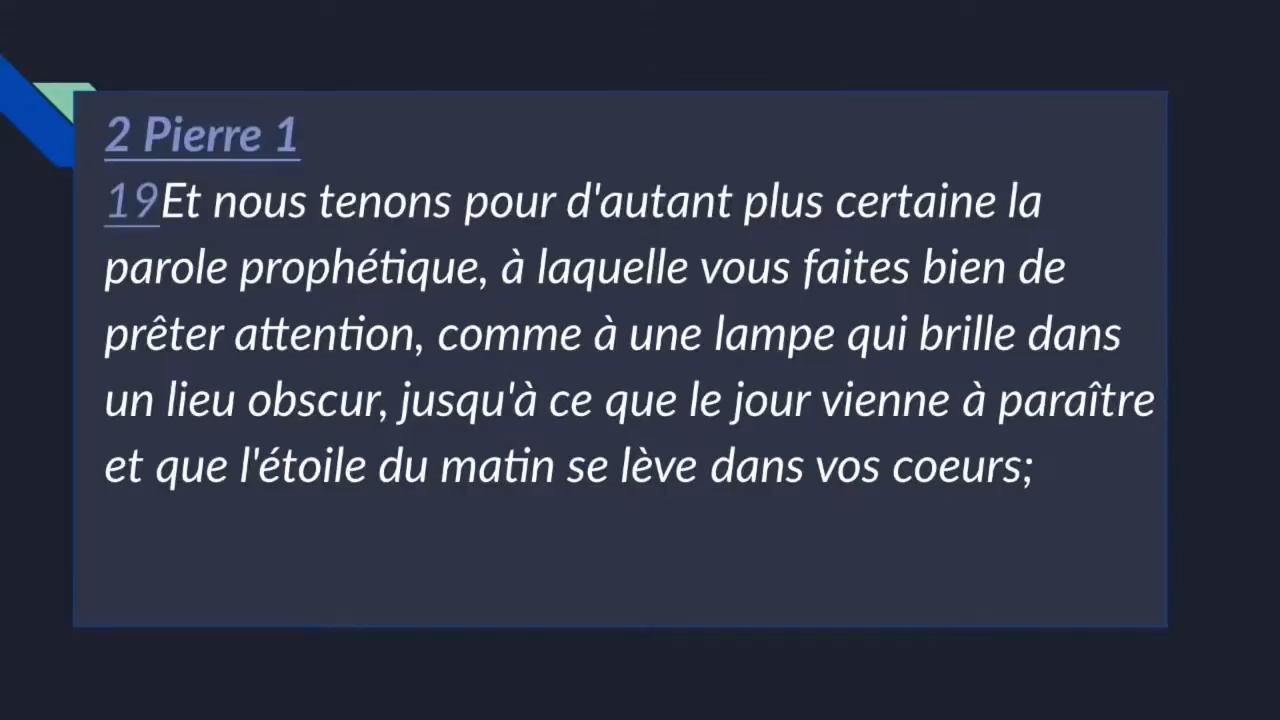 2 Pierre 1
19Et nous tenons pour d'autant plus certaine la
parole prophétique, à laquelle vous faites bien de
prêter attention, comme à une lampe qui brille dans
un lieu obscur, jusqu'à ce que le jour vienne à paraître
et que l'étoile du matin se lève dans vos coeurs;